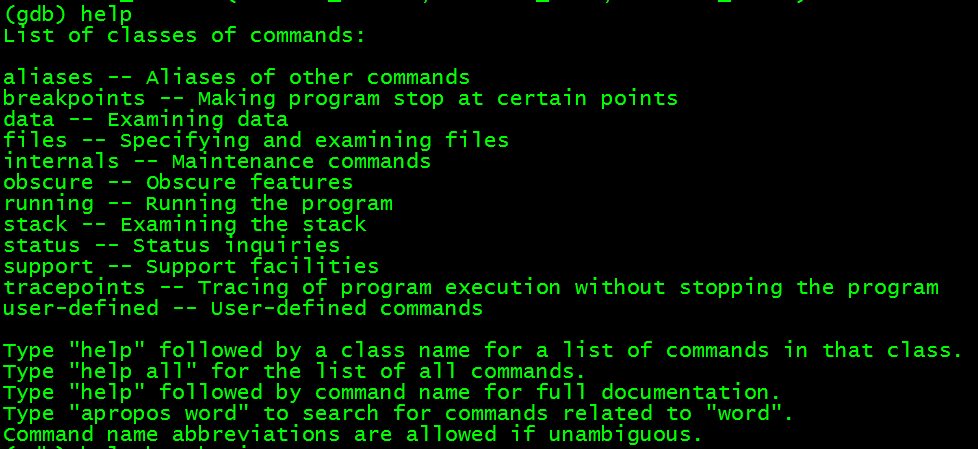 (gdb) help
List of classes of commands:
aliases -- Aliases of other commands
breakpoints -- Making program stop at certain points
data -- Examining data
files -- Specifying and examining files
internals -- Maintenance commands
obscure -- Obscure features
running -- Running the program
stack -- Examining the stack
status -- Status inquiries
support -- Support facilities
tracepoints -- Tracing of program execution without stopping the program
user-defined -- User-defined commands
Type "help" followed by a class name for a list of commands in that class.
Type "help all" for the list of all commands.
Type "help" followed by command name for full documentation.
Type "apropos word" to search for commands related to "word".
Command name abbreviations are allowed if unambiguous.